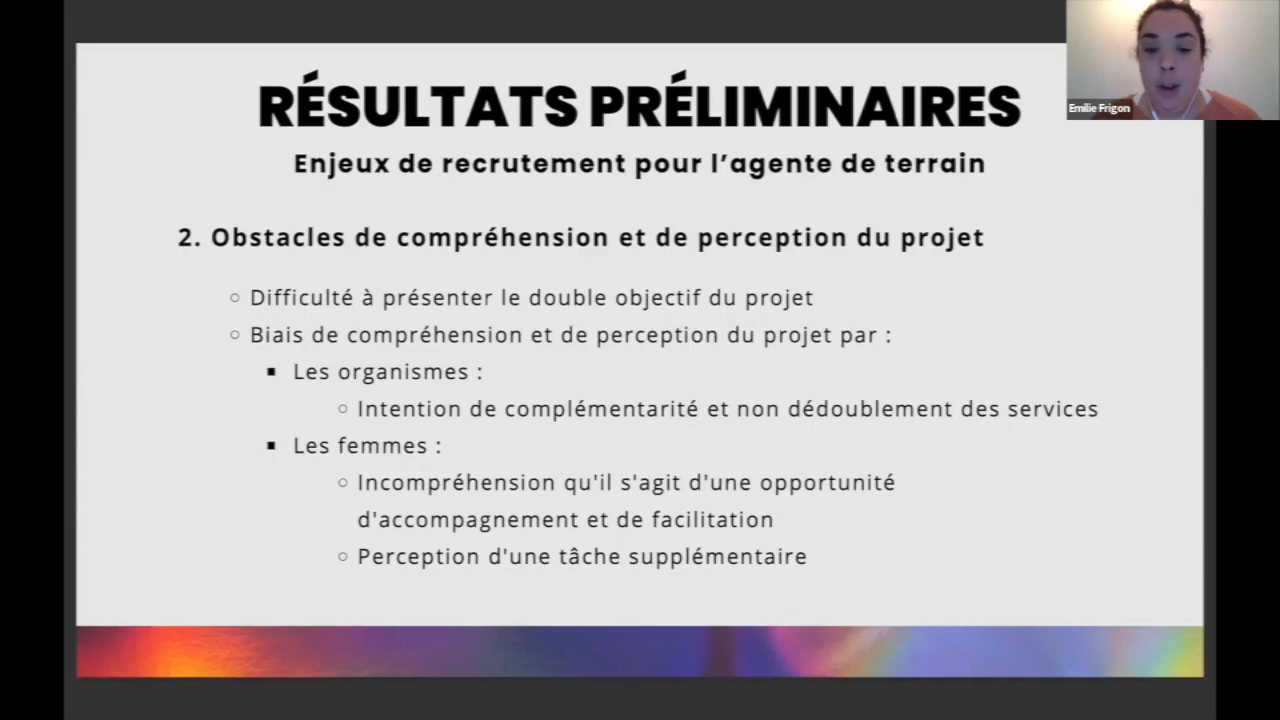 RÉSULTATS PRÉLIMINAIRES
Emilie Frigon
Enjeux de recrutement pour l'agente de terrain
2. Obstacles de compréhension et de perception du projet
Difficulté à présenter le double objectif du projet
Biais de compréhension et de perception du projet par :
Les organismes :
Intention de complémentarité et non dédoublement des services
Les femmes :
Incompréhension qu'il s'agit d'une opportunité
d'accompagnement et de facilitation
Perception d'une tâche supplémentaire